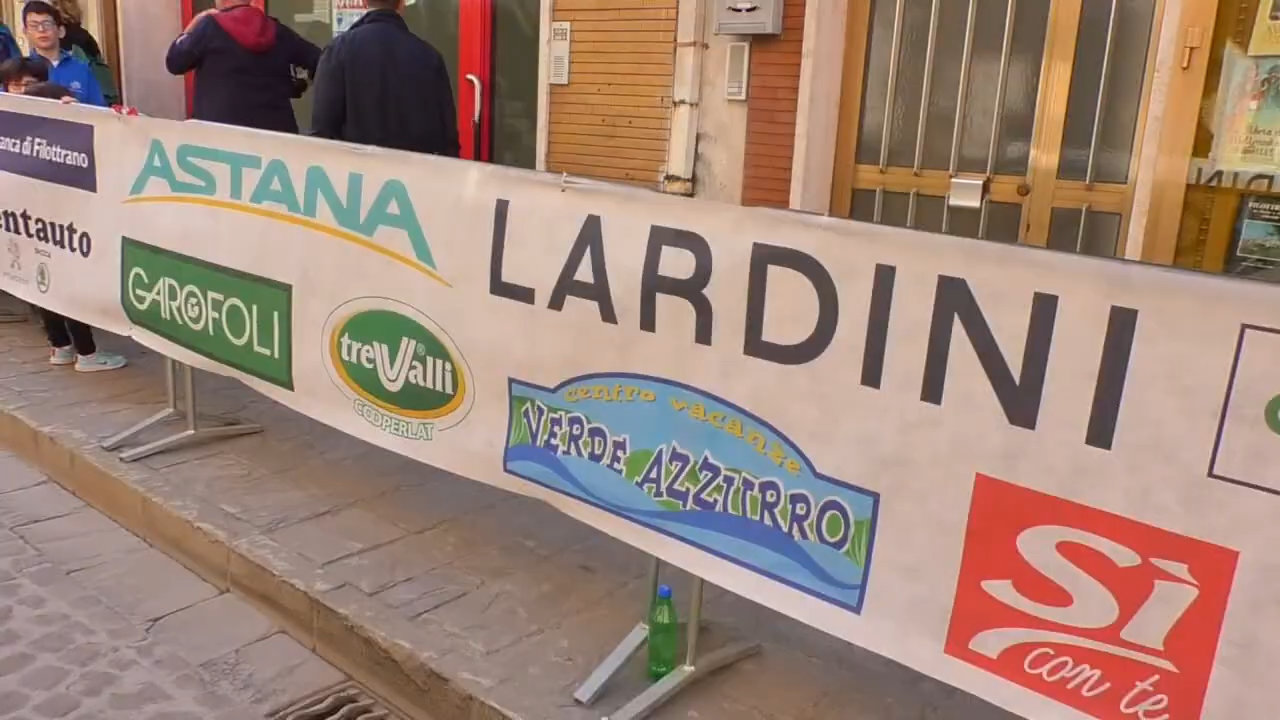 anca di Filottrano
entauto
ASTANA
GAROFOLI
treValli
COOPERLAT
LARDINI
centro vacanze
VERDE AZZURRO
Sì
con te